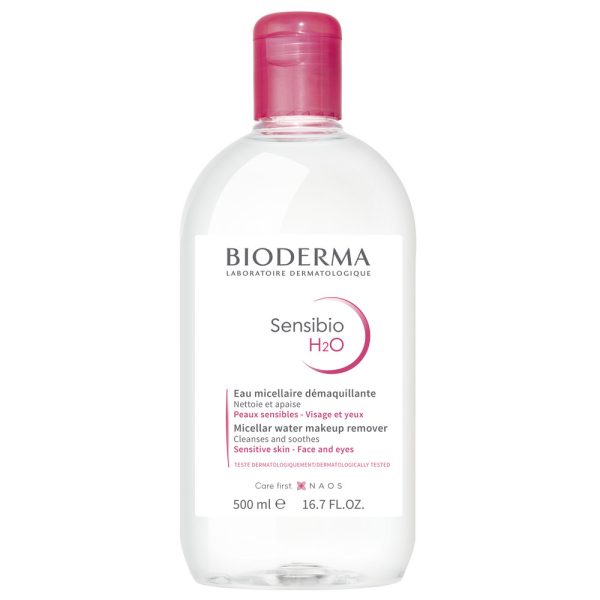 BIODERMA
LABORATOIRE DERMATOLOGIQUE
Sensibio
H2O
Eau micellaire démaquillante
Nettoie et apaise
Peaux sensibles - Visage et yeux
Micellar water makeup remover
Cleanses and soothes
Sensitive skin - Face and eyes
TESTÉ DERMATOLOGIQUEMENT/DERMATOLOGICALLY TESTED
Care first. NAOS
500 ml ℮ 16.7 FL.OZ.